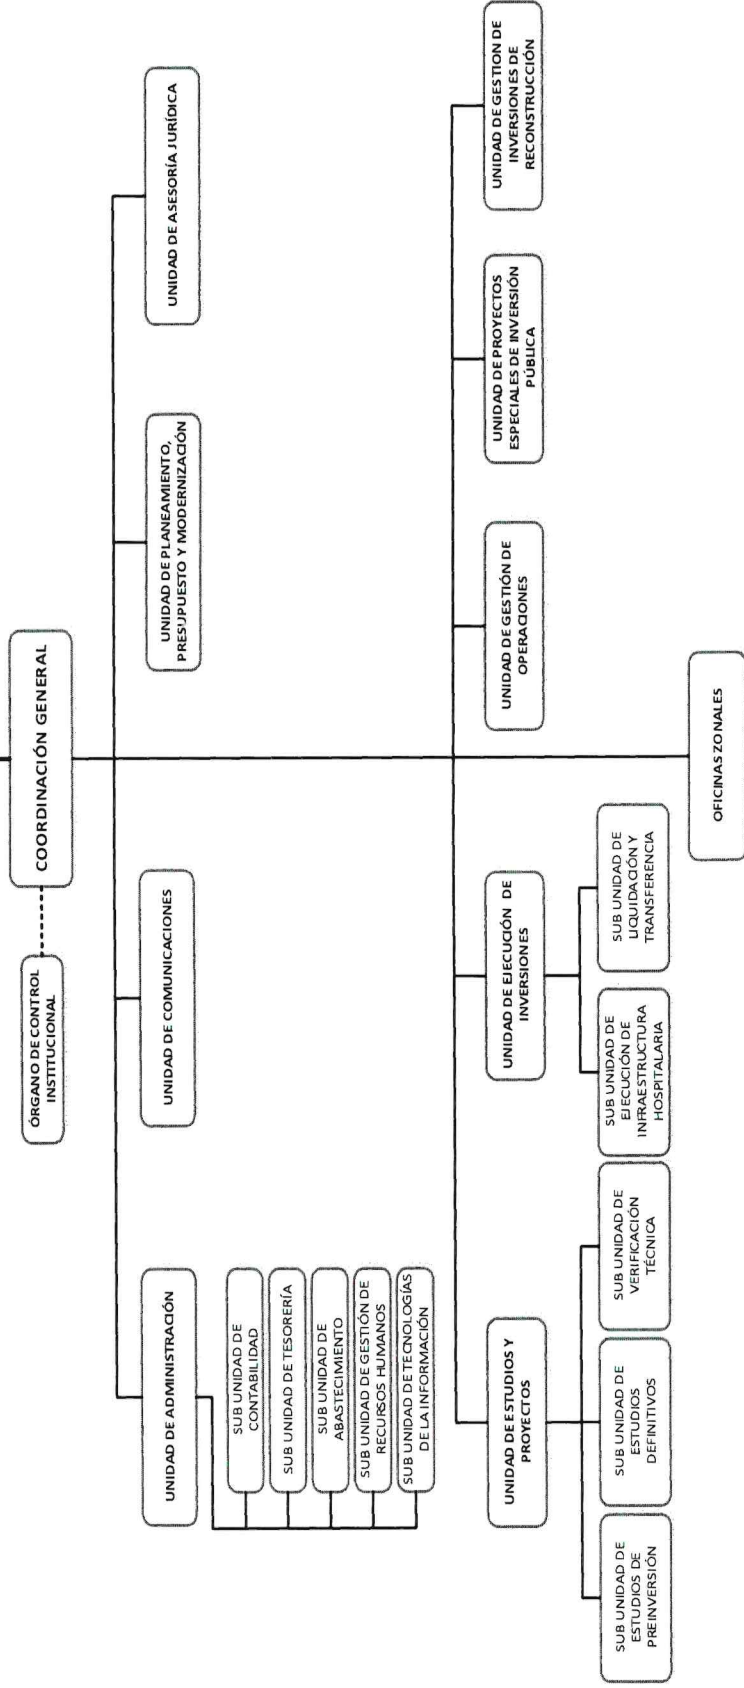 COORDINACIÓN GENERAL
ÓRGANO DE CONTROL
INSTITUCIONAL
UNIDAD DE ADMINISTRACIÓN
SUB UNIDAD DE
CONTABILIDAD
SUB UNIDAD DE TESORERÍA
SUB UNIDAD DE
ABASTECIMIENTO
SUB UNIDAD DE GESTIÓN DE
RECURSOS HUMANOS
SUB UNIDAD DE TECNOLOGÍAS
DE LA INFORMACIÓN
UNIDAD DE COMUNICACIONES
UNIDAD DE PLANEAMIENTO,
PRESUPUESTO Y MODERNIZACIÓN
UNIDAD DE ASESORÍA JURÍDICA
UNIDAD DE ESTUDIOS Y
PROYECTOS
SUB UNIDAD DE
ESTUDIOS DE
PREINVERSIÓN
SUB UNIDAD DE
ESTUDIOS
DEFINITIVOS
SUB UNIDAD DE
VERIFICACIÓN
TÉCNICA
UNIDAD DE EJECUCIÓN DE
INVERSIONES
SUB UNIDAD DE
EJECUCIÓN DE
INFRAESTRUCTURA
HOSPITALARIA
SUB UNIDAD DE
LIQUIDACIÓN Y
TRANSFERENCIA
UNIDAD DE GESTIÓN DE
OPERACIONES
UNIDAD DE PROYECTOS
ESPECIALES DE INVERSIÓN
PÚBLICA
UNIDAD DE GESTION DE
INVERSIONES DE
RECONSTRUCCIÓN
OFICINAS ZONALES